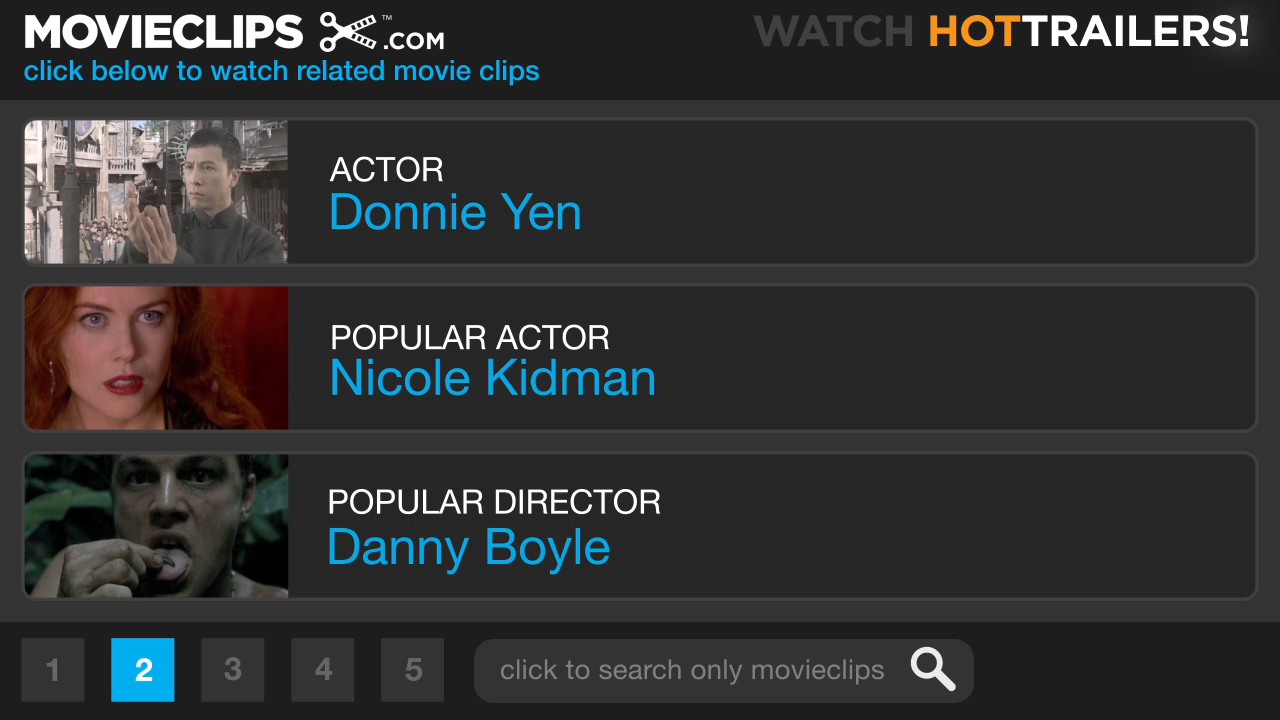 MOVIECLIPS ™ .COM
WATCH HOTTRAILERS!
click below to watch related movie clips
ACTOR
Donnie Yen
POPULAR ACTOR
Nicole Kidman
POPULAR DIRECTOR
Danny Boyle
1 2 3 4 5 click to search only movieclips